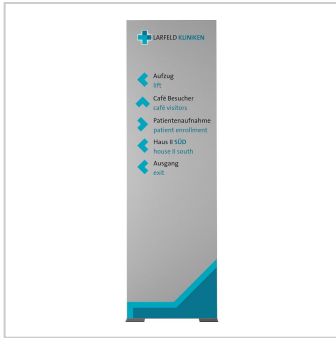 LARFELD KLINIKEN
Aufzug
lift
Café Besucher
café visitors
Patientenaufnahme
patient enrollment
Haus II SÜD
house II south
Ausgang
exit